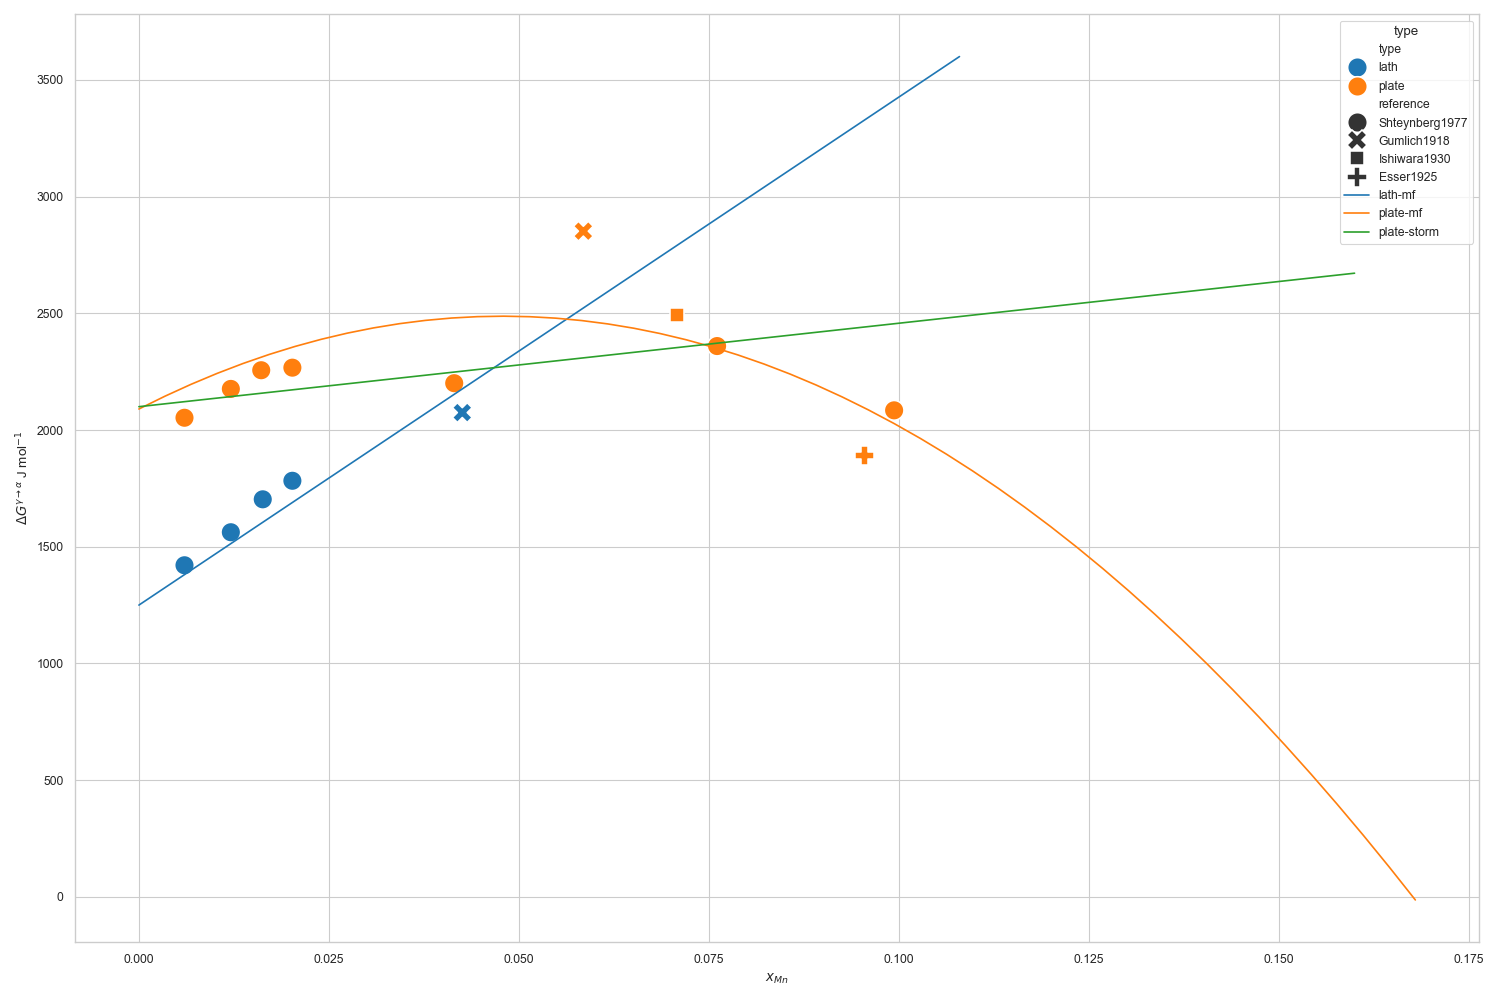 type
type
lath
plate
reference
Shteynberg1977
Gumlich1918
Ishiwara1930
Esser1925
lath-mf
plate-mf
plate-storm
3500
3000
2500
2000
1500
1000
500
0
ΔG^{γ→α} J mol^{−1}
0.000 0.025 0.050 0.075 0.100 0.125 0.150 0.175
x_{Mn}